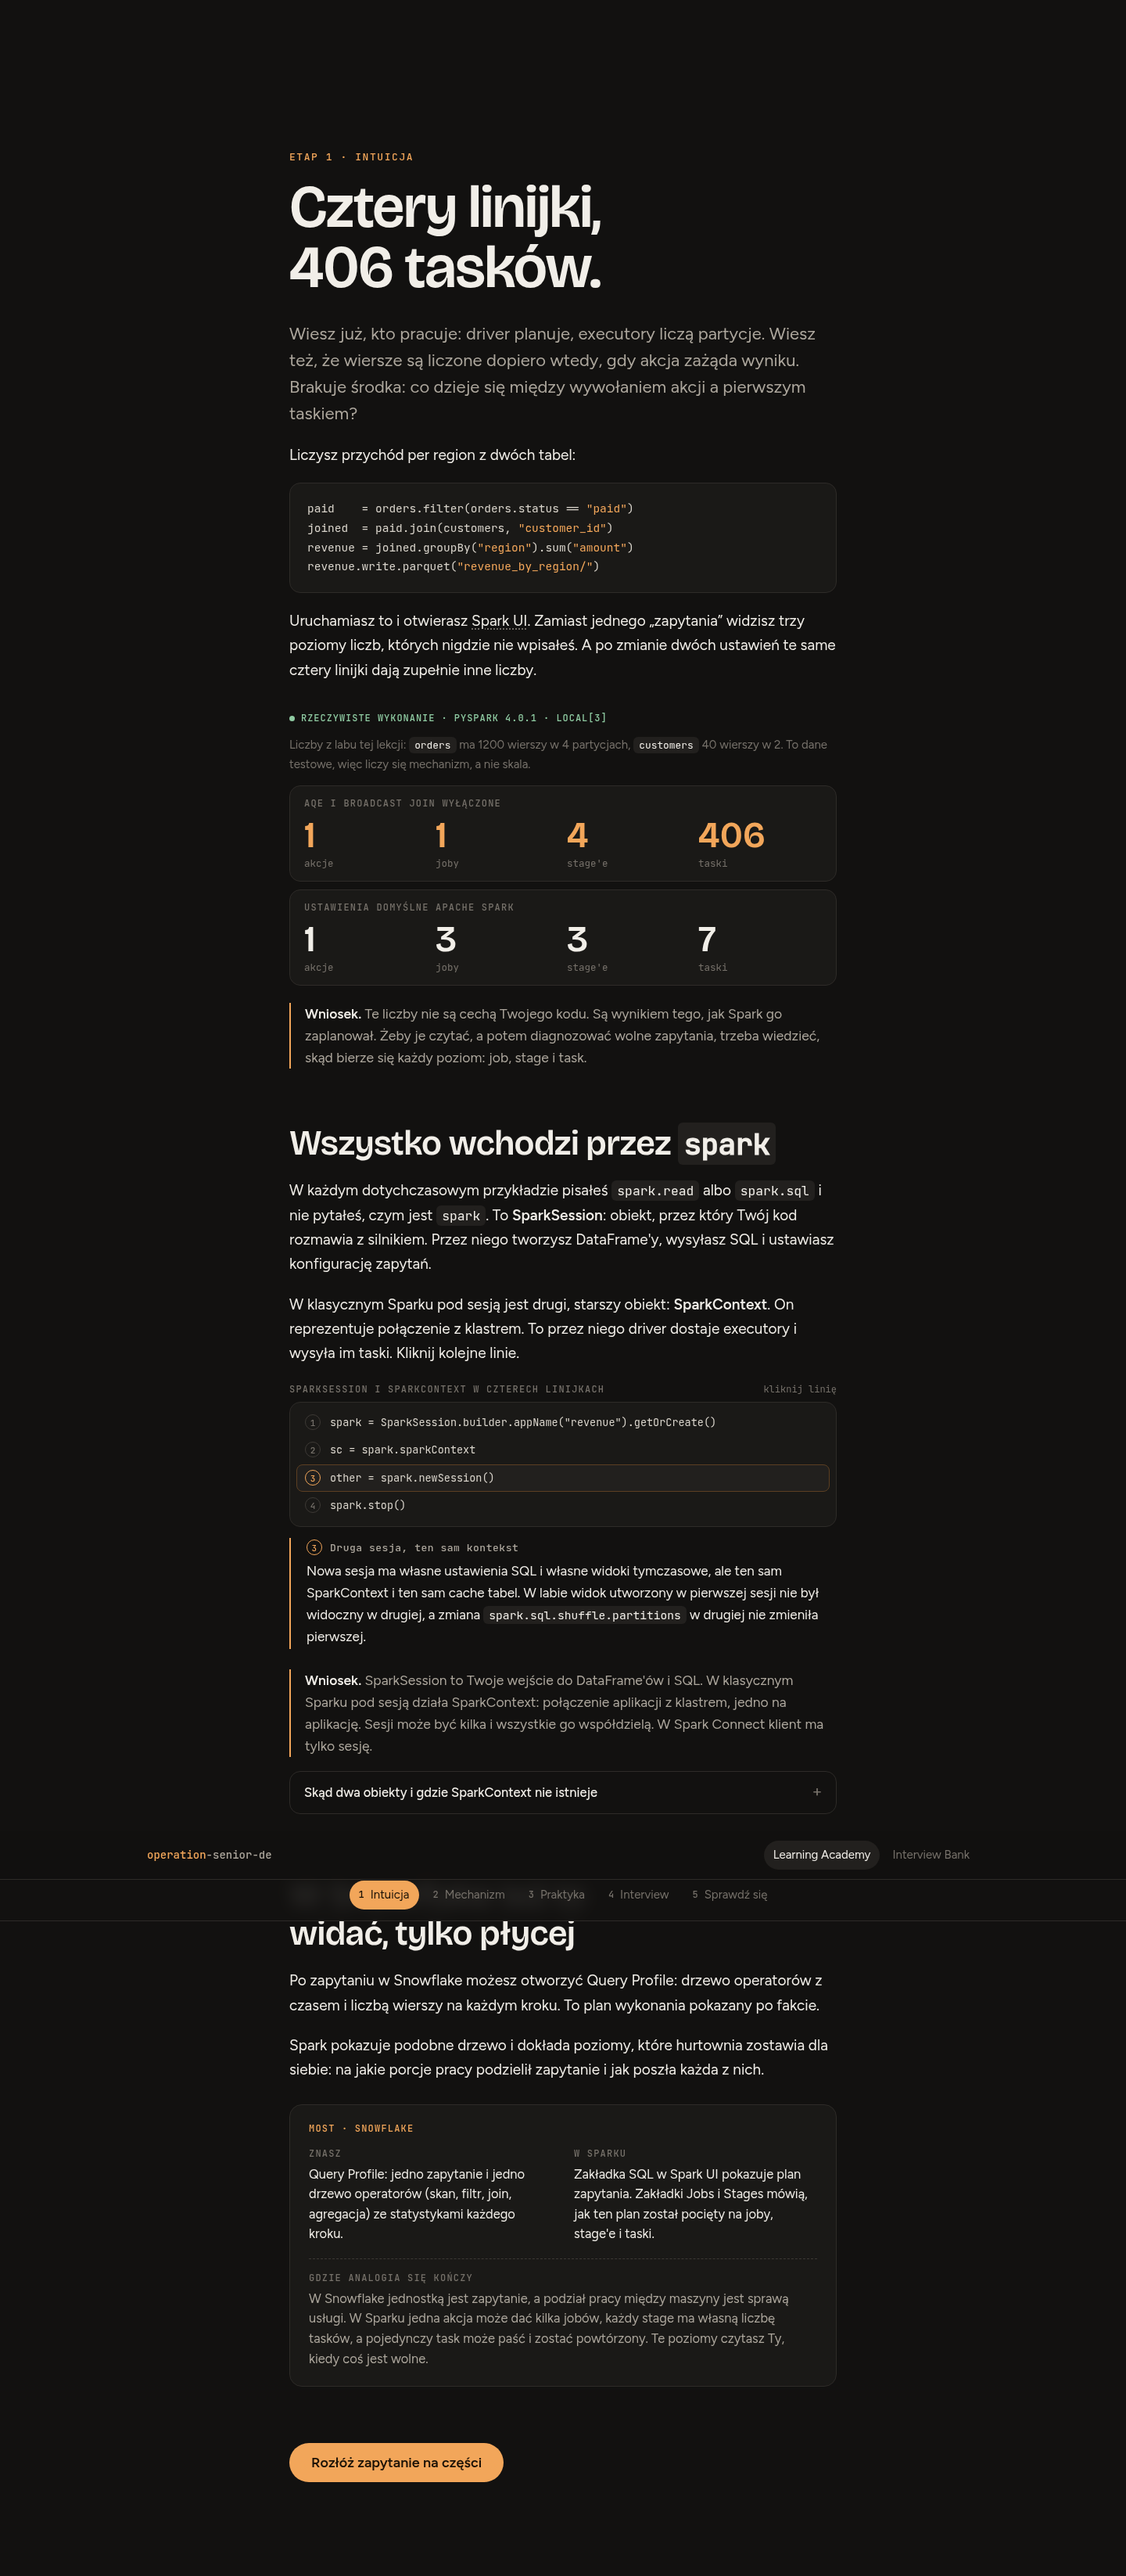 ETAP 1 · INTUICJA
Cztery linijki,
406 tasków.
Wiesz już, kto pracuje: driver planuje, executory liczą partycje. Wiesz
też, że wiersze są liczone dopiero wtedy, gdy akcja zażąda wyniku.
Brakuje środka: co dzieje się między wywołaniem akcji a pierwszym
taskiem?
Liczysz przychód per region z dwóch tabel:
paid    = orders.filter(orders.status == "paid")
joined  = paid.join(customers, "customer_id")
revenue = joined.groupBy("region").sum("amount")
revenue.write.parquet("revenue_by_region/")
Uruchamiasz to i otwierasz Spark UI. Zamiast jednego „zapytania” widzisz trzy
poziomy liczb, których nigdzie nie wpisałeś. A po zmianie dwóch ustawień te same
cztery linijki dają zupełnie inne liczby.
RZECZYWISTE WYKONANIE · PYSPARK 4.0.1 · LOCAL[3]
Liczby z labu tej lekcji: orders ma 1200 wierszy w 4 partycjach, customers 40 wierszy w 2. To dane
testowe, więc liczy się mechanizm, a nie skala.
AQE I BROADCAST JOIN WYŁĄCZONE
1 1 4 406
akcje joby stage'e taski
USTAWIENIA DOMYŚLNE APACHE SPARK
1 3 3 7
akcje joby stage'e taski
Wniosek. Te liczby nie są cechą Twojego kodu. Są wynikiem tego, jak Spark go
zaplanował. Żeby je czytać, a potem diagnozować wolne zapytania, trzeba wiedzieć,
skąd bierze się każdy poziom: job, stage i task.
Wszystko wchodzi przez spark
W każdym dotychczasowym przykładzie pisałeś spark.read albo spark.sql i
nie pytałeś, czym jest spark. To SparkSession: obiekt, przez który Twój kod
rozmawia z silnikiem. Przez niego tworzysz DataFrame'y, wysyłasz SQL i ustawiasz
konfigurację zapytań.
W klasycznym Sparku pod sesją jest drugi, starszy obiekt: SparkContext. On
reprezentuje połączenie z klastrem. To przez niego driver dostaje executory i
wysyła im taski. Kliknij kolejne linie.
SPARKSESSION I SPARKCONTEXT W CZTERECH LINIJKACH kliknij linię
1 spark = SparkSession.builder.appName("revenue").getOrCreate()
2 sc = spark.sparkContext
3 other = spark.newSession()
4 spark.stop()
3 Druga sesja, ten sam kontekst
Nowa sesja ma własne ustawienia SQL i własne widoki tymczasowe, ale ten sam
SparkContext i ten sam cache tabel. W labie widok utworzony w pierwszej sesji nie był
widoczny w drugiej, a zmiana spark.sql.shuffle.partitions w drugiej nie zmieniła
pierwszej.
Wniosek. SparkSession to Twoje wejście do DataFrame'ów i SQL. W klasycznym
Sparku pod sesją działa SparkContext: połączenie aplikacji z klastrem, jedno na
aplikację. Sesji może być kilka i wszystkie go współdzielą. W Spark Connect klient ma
tylko sesję.
Skąd dwa obiekty i gdzie SparkContext nie istnieje +
operation-senior-de Learning Academy Interview Bank
1 Intuicja 2 Mechanizm 3 Praktyka 4 Interview 5 Sprawdź się
widać, tylko płycej
Po zapytaniu w Snowflake możesz otworzyć Query Profile: drzewo operatorów z
czasem i liczbą wierszy na każdym kroku. To plan wykonania pokazany po fakcie.
Spark pokazuje podobne drzewo i dokłada poziomy, które hurtownia zostawia dla
siebie: na jakie porcje pracy podzielił zapytanie i jak poszła każda z nich.
MOST · SNOWFLAKE
ZNASZ
Query Profile: jedno zapytanie i jedno
drzewo operatorów (skan, filtr, join,
agregacja) ze statystykami każdego
kroku.
W SPARKU
Zakładka SQL w Spark UI pokazuje plan
zapytania. Zakładki Jobs i Stages mówią,
jak ten plan został pocięty na joby,
stage'e i taski.
GDZIE ANALOGIA SIĘ KOŃCZY
W Snowflake jednostką jest zapytanie, a podział pracy między maszyny jest sprawą
usługi. W Sparku jedna akcja może dać kilka jobów, każdy stage ma własną liczbę
tasków, a pojedynczy task może paść i zostać powtórzony. Te poziomy czytasz Ty,
kiedy coś jest wolne.
Rozłóż zapytanie na części